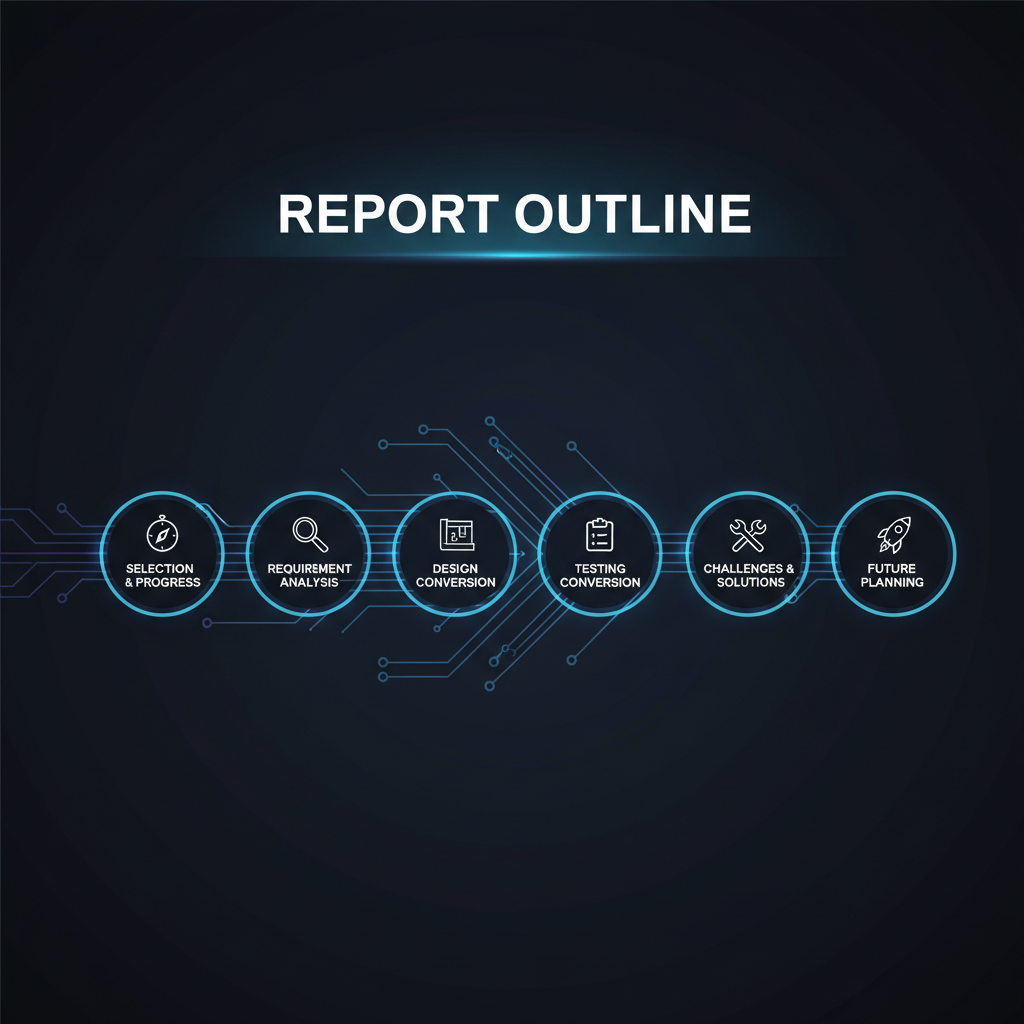 REPORT OUTLINE
SELECTION
& PROGRESS
REQUIREMENT
ANALYSIS
DESIGN
CONVERSION
TESTING
CONVERSION
CHALLENGES &
SOLUTIONS
FUTURE
PLANNING